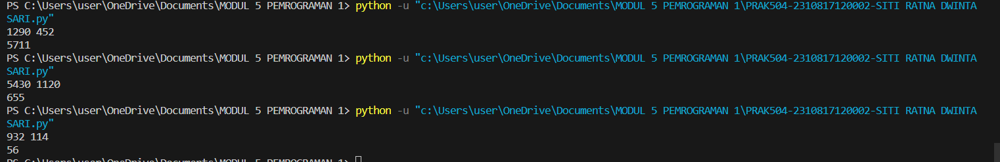 PS C:\Users\user\OneDrive\Documents\MODUL 5 PEMROGRAMAN 1> python -u "c:\Users\user\OneDrive\Documents\MODUL 5 PEMROGRAMAN 1\PRAK504-2310817120002-SITI RATNA DWINTA
SARI.py"
1290 452
5711
PS C:\Users\user\OneDrive\Documents\MODUL 5 PEMROGRAMAN 1> python -u "c:\Users\user\OneDrive\Documents\MODUL 5 PEMROGRAMAN 1\PRAK504-2310817120002-SITI RATNA DWINTA
SARI.py"
5430 1120
655
PS C:\Users\user\OneDrive\Documents\MODUL 5 PEMROGRAMAN 1> python -u "c:\Users\user\OneDrive\Documents\MODUL 5 PEMROGRAMAN 1\PRAK504-2310817120002-SITI RATNA DWINTA
SARI.py"
932 114
56
PS C:\Users\user\OneDrive\Documents\MODUL 5 PEMROGRAMAN 1>